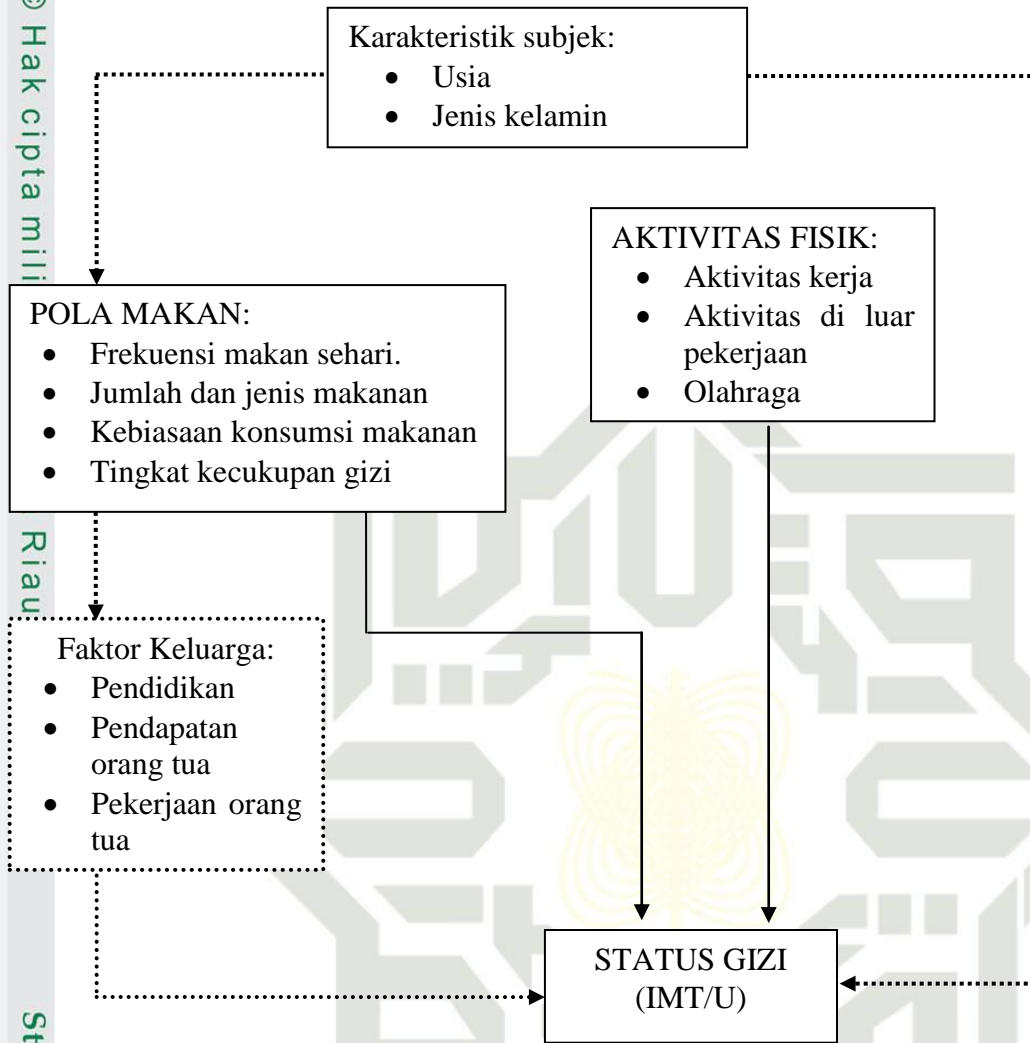 © Hak cipta mili
Riau
St
Karakteristik subjek:
• Usia
• Jenis kelamin
AKTIVITAS FISIK:
• Aktivitas kerja
• Aktivitas di luar
pekerjaan
• Olahraga
POLA MAKAN:
• Frekuensi makan sehari.
• Jumlah dan jenis makanan
• Kebiasaan konsumsi makanan
• Tingkat kecukupan gizi
Faktor Keluarga:
• Pendidikan
• Pendapatan
orang tua
• Pekerjaan orang
tua
STATUS GIZI
(IMT/U)